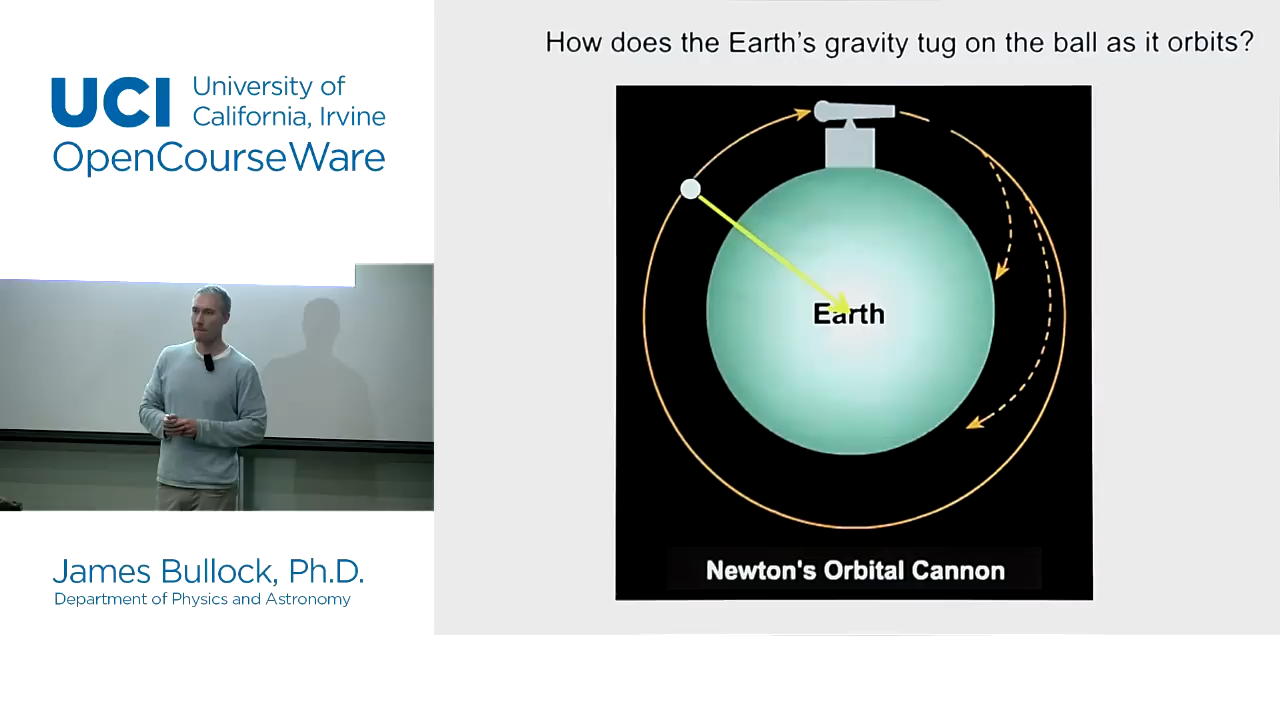 UCI University of
California, Irvine
OpenCourseWare
How does the Earth's gravity tug on the ball as it orbits?
Earth
Newton's Orbital Cannon
James Bullock, Ph.D.
Department of Physics and Astronomy